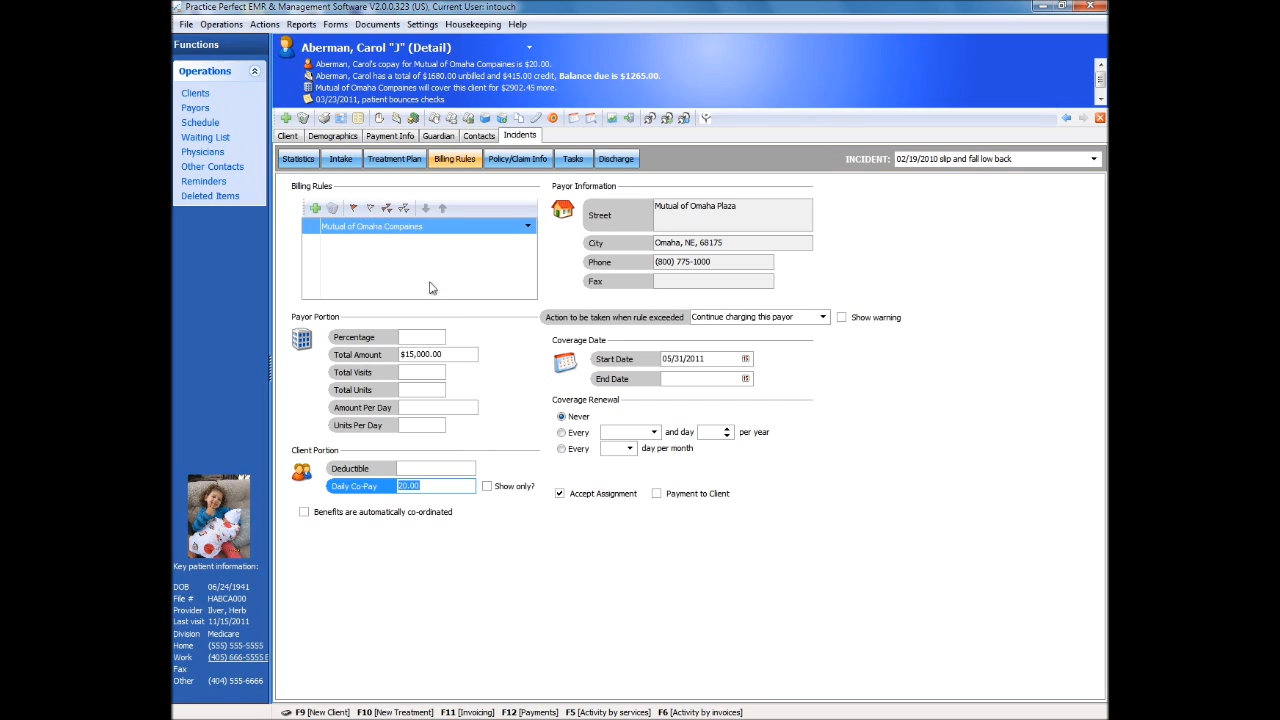 Practice Perfect EMR & Management Software V2.0.0.323 (US), Current User: intouch
File Operations Actions Reports Forms Documents Settings Housekeeping Help
Functions
Operations
Clients
Payors
Schedule
Waiting List
Physicians
Other Contacts
Reminders
Deleted Items
Key patient information:
DOB 06/24/1941
File # HABCA000
Provider Ilver, Herb
Last visit 11/15/2011
Division Medicare
Home (555) 555-5555
Work (405) 666-5555 E
Fax
Other (404) 555-6666
Aberman, Carol "J" (Detail)
Aberman, Carol's copay for Mutual of Omaha Compaines is $20.00.
Aberman, Carol has a total of $1680.00 unbilled and $415.00 credit, Balance due is $1265.00.
Mutual of Omaha Compaines will cover this client for $2902.45 more.
03/23/2011, patient bounces checks
Client Demographics Payment Info Guardian Contacts Incidents
Statistics Intake Treatment Plan Billing Rules Policy/Claim Info Tasks Discharge
INCIDENT: 02/19/2010 slip and fall low back
Billing Rules
Mutual of Omaha Compaines
Payor Information
Street Mutual of Omaha Plaza
City Omaha, NE, 68175
Phone (800) 775-1000
Fax
Payor Portion
Percentage
Total Amount $15,000.00
Total Visits
Total Units
Amount Per Day
Units Per Day
Action to be taken when rule exceeded Continue charging this payor Show warning
Coverage Date
Start Date 05/31/2011
End Date
Coverage Renewal
Never
Every and day per year
Every day per month
Client Portion
Deductible
Daily Co-Pay 20.00 Show only?
Accept Assignment Payment to Client
Benefits are automatically co-ordinated
F9 [New Client] F10 [New Treatment] F11 [Invoicing] F12 [Payments] F5 [Activity by services] F6 [Activity by invoices]